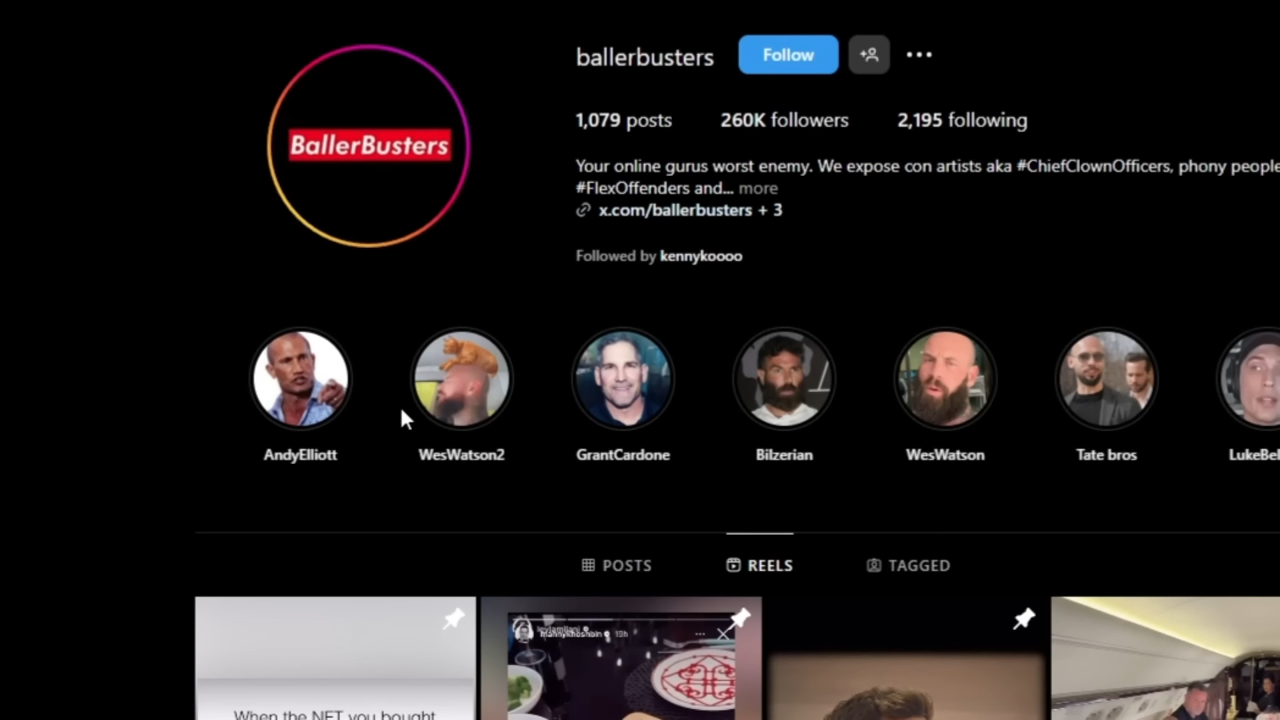 ballerbusters Follow
BallerBusters
1,079 posts 260K followers 2,195 following
Your online gurus worst enemy. We expose con artists aka #ChiefClownOfficers, phony people
#FlexOffenders and... more
x.com/ballerbusters + 3
Followed by kennykoooo
AndyElliott WesWatson2 GrantCardone Bilzerian WesWatson Tate bros LukeBel
POSTS REELS TAGGED
19h
When the NFT you bought